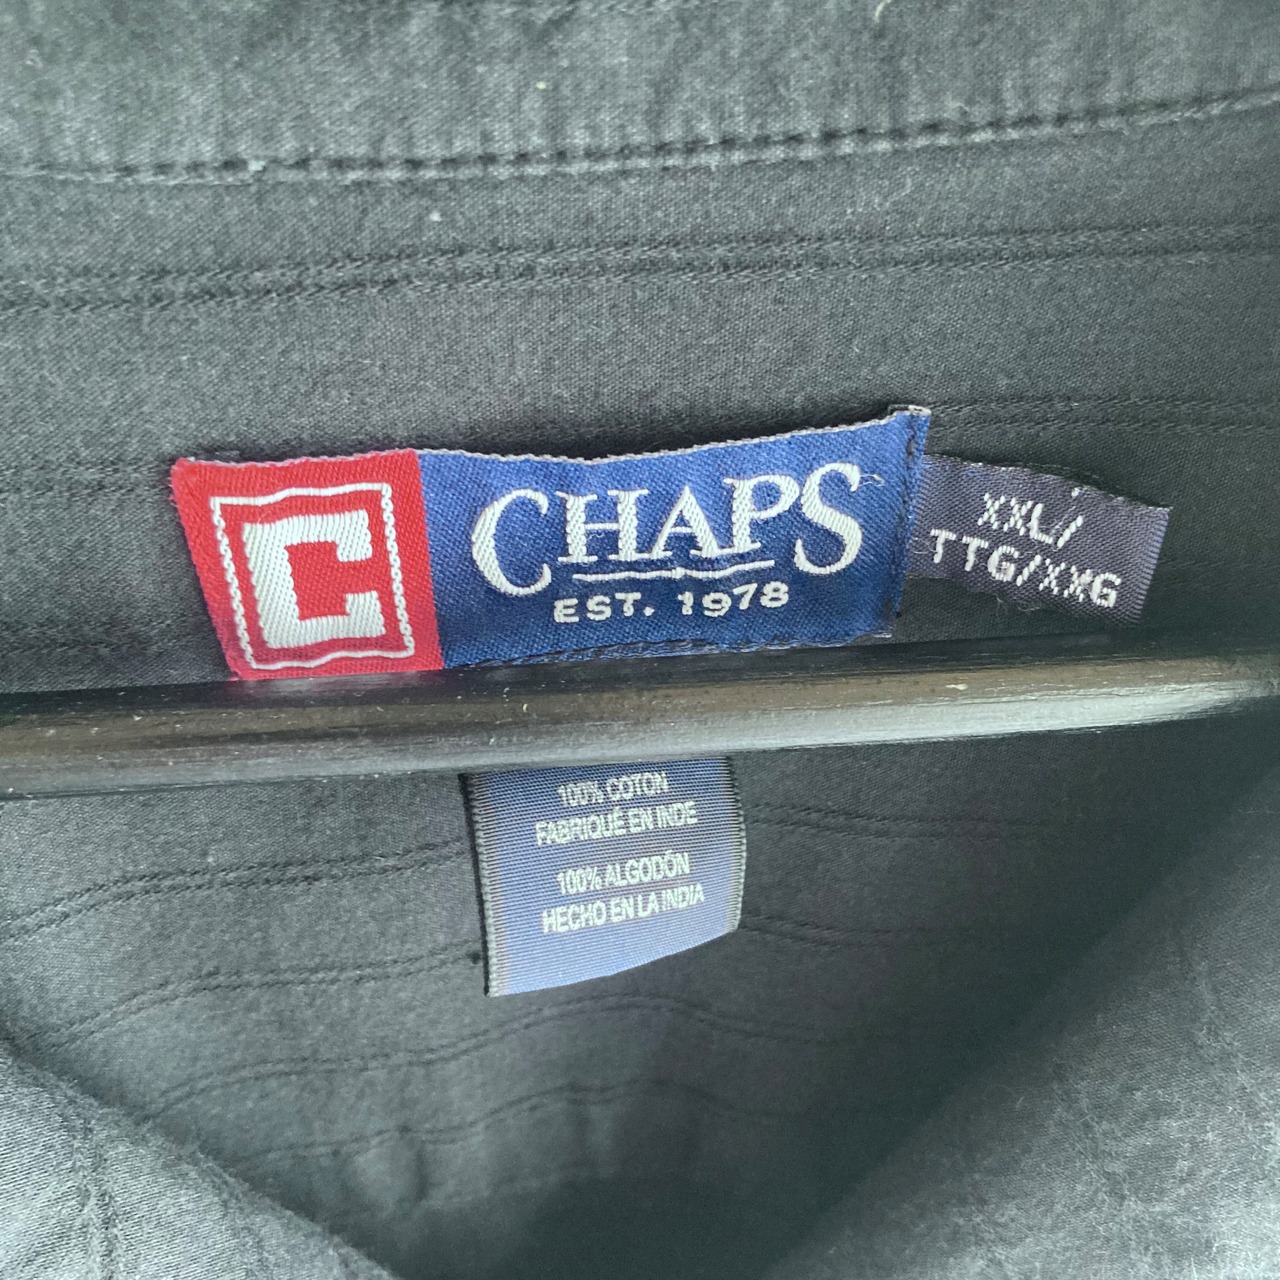 C
CHAPS
EST. 1978
XXL/
TTG/XXG
100% COTON
FABRIQUÉ EN INDE
100% ALGODÓN
HECHO EN LA INDIA